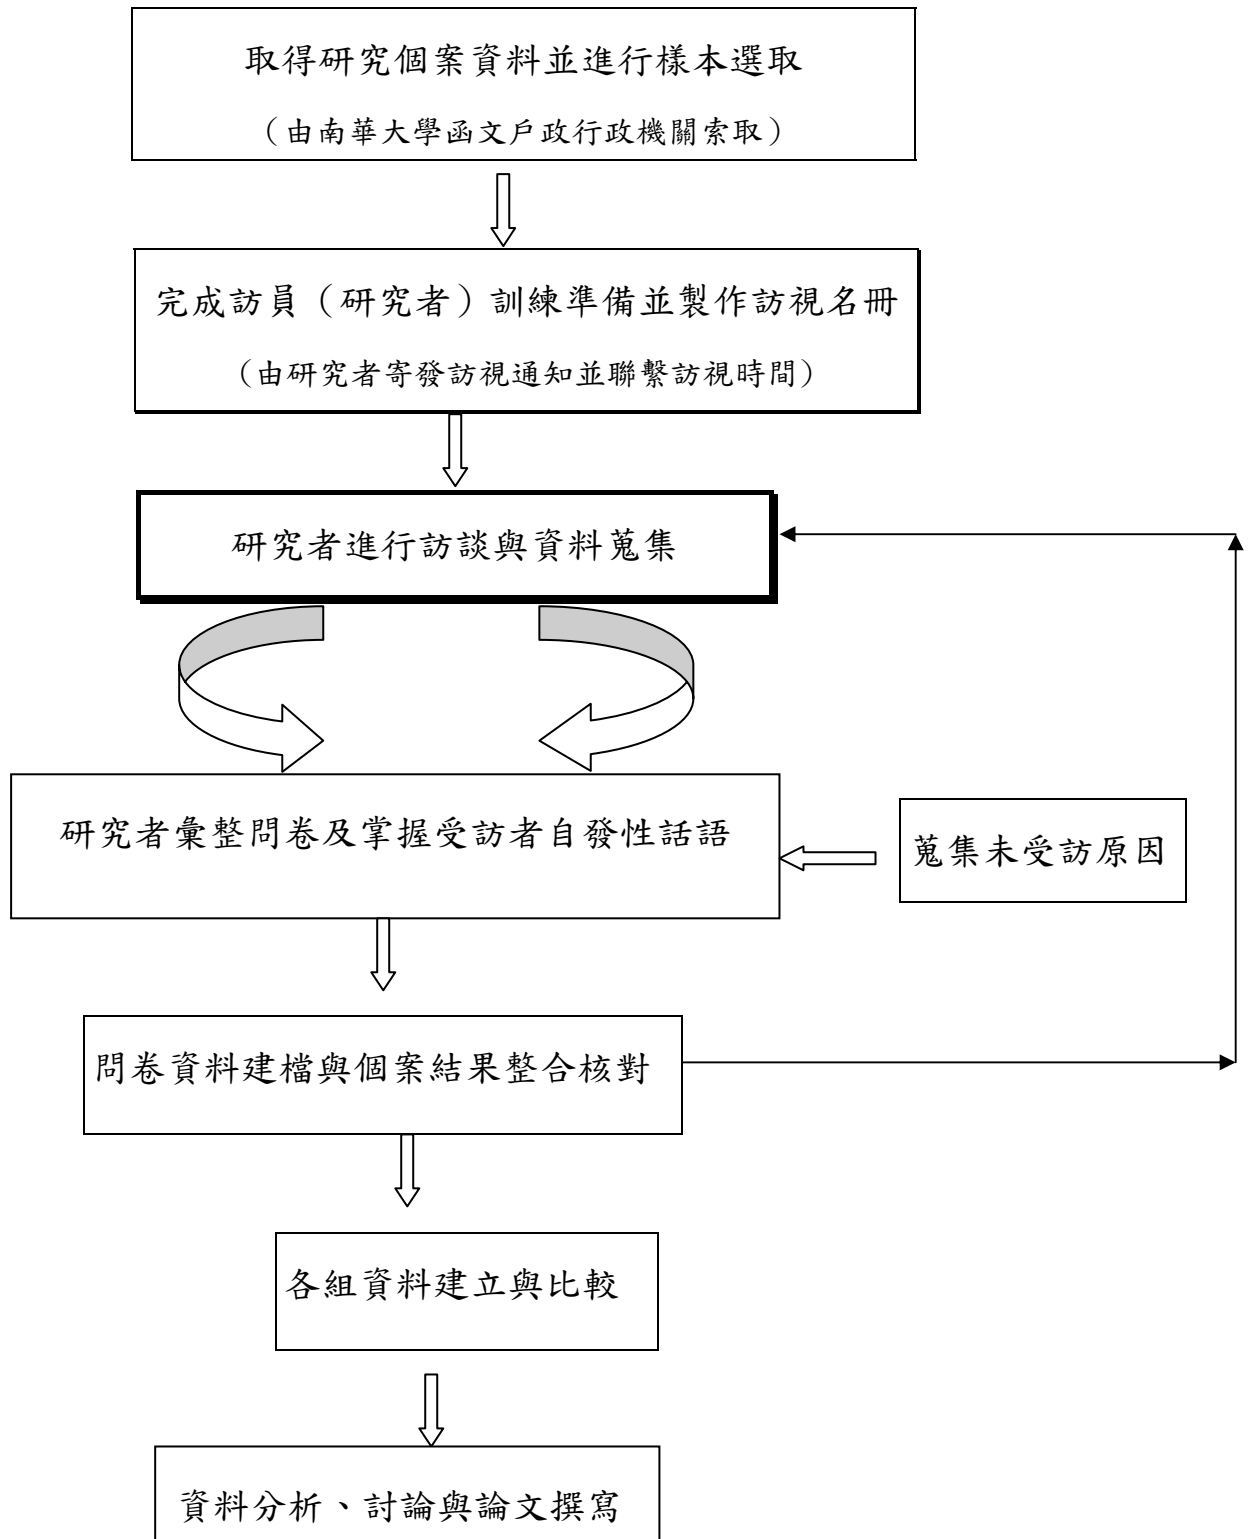 取得研究個案資料並進行樣本選取
（由南華大學函文戶政行政機關索取）
完成訪員（研究者）訓練準備並製作訪視名冊
（由研究者寄發訪視通知並聯繫訪視時間）
研究者進行訪談與資料蒐集
研究者彙整問卷及掌握受訪者自發性話語
蒐集未受訪原因
問卷資料建檔與個案結果整合核對
各組資料建立與比較
資料分析、討論與論文撰寫